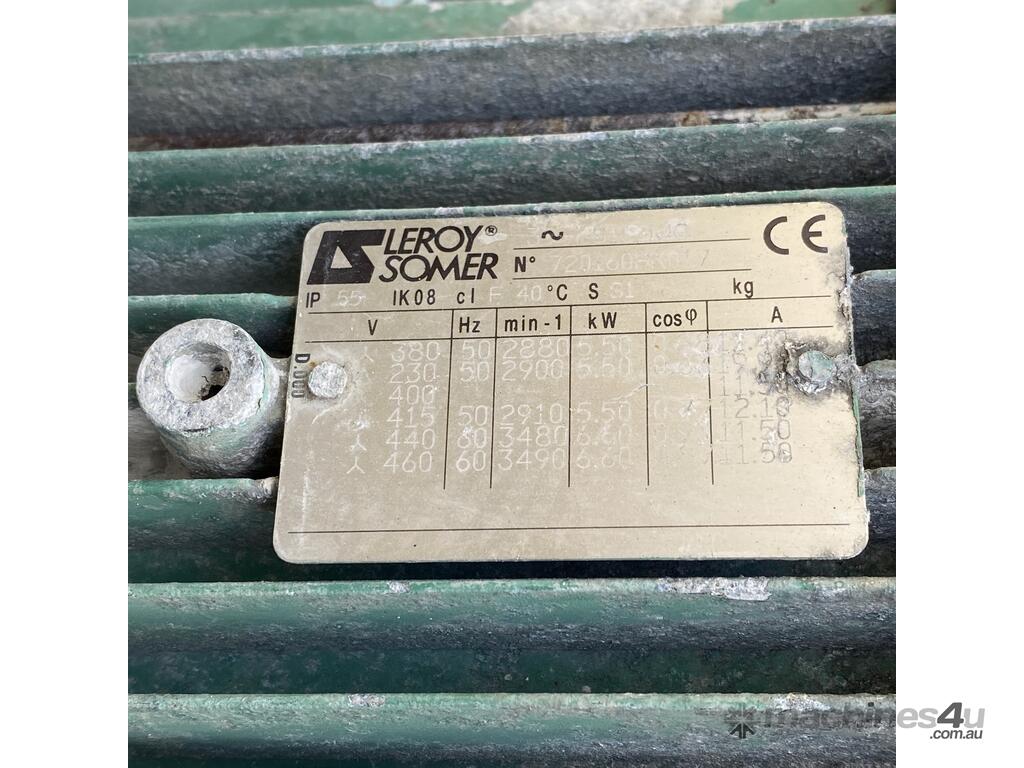 LEROY® SOMER
~
CE
N°
IP 55 IK08 cl F 40 °C S S1 kg
V Hz min-1 kW cosφ A
380 50 2880 5.50
230 50 2900 5.50
400
415 50 2910 5.50 12.10
440 60 3480 6.60 11.50
460 60 3490 6.60 11.50
D.000
machines4u
.com.au